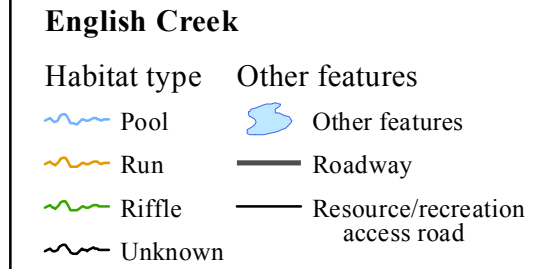 English Creek
Habitat type
Other features
Pool
Other features
Run
Roadway
Riffle
Resource/recreation
access road
Unknown